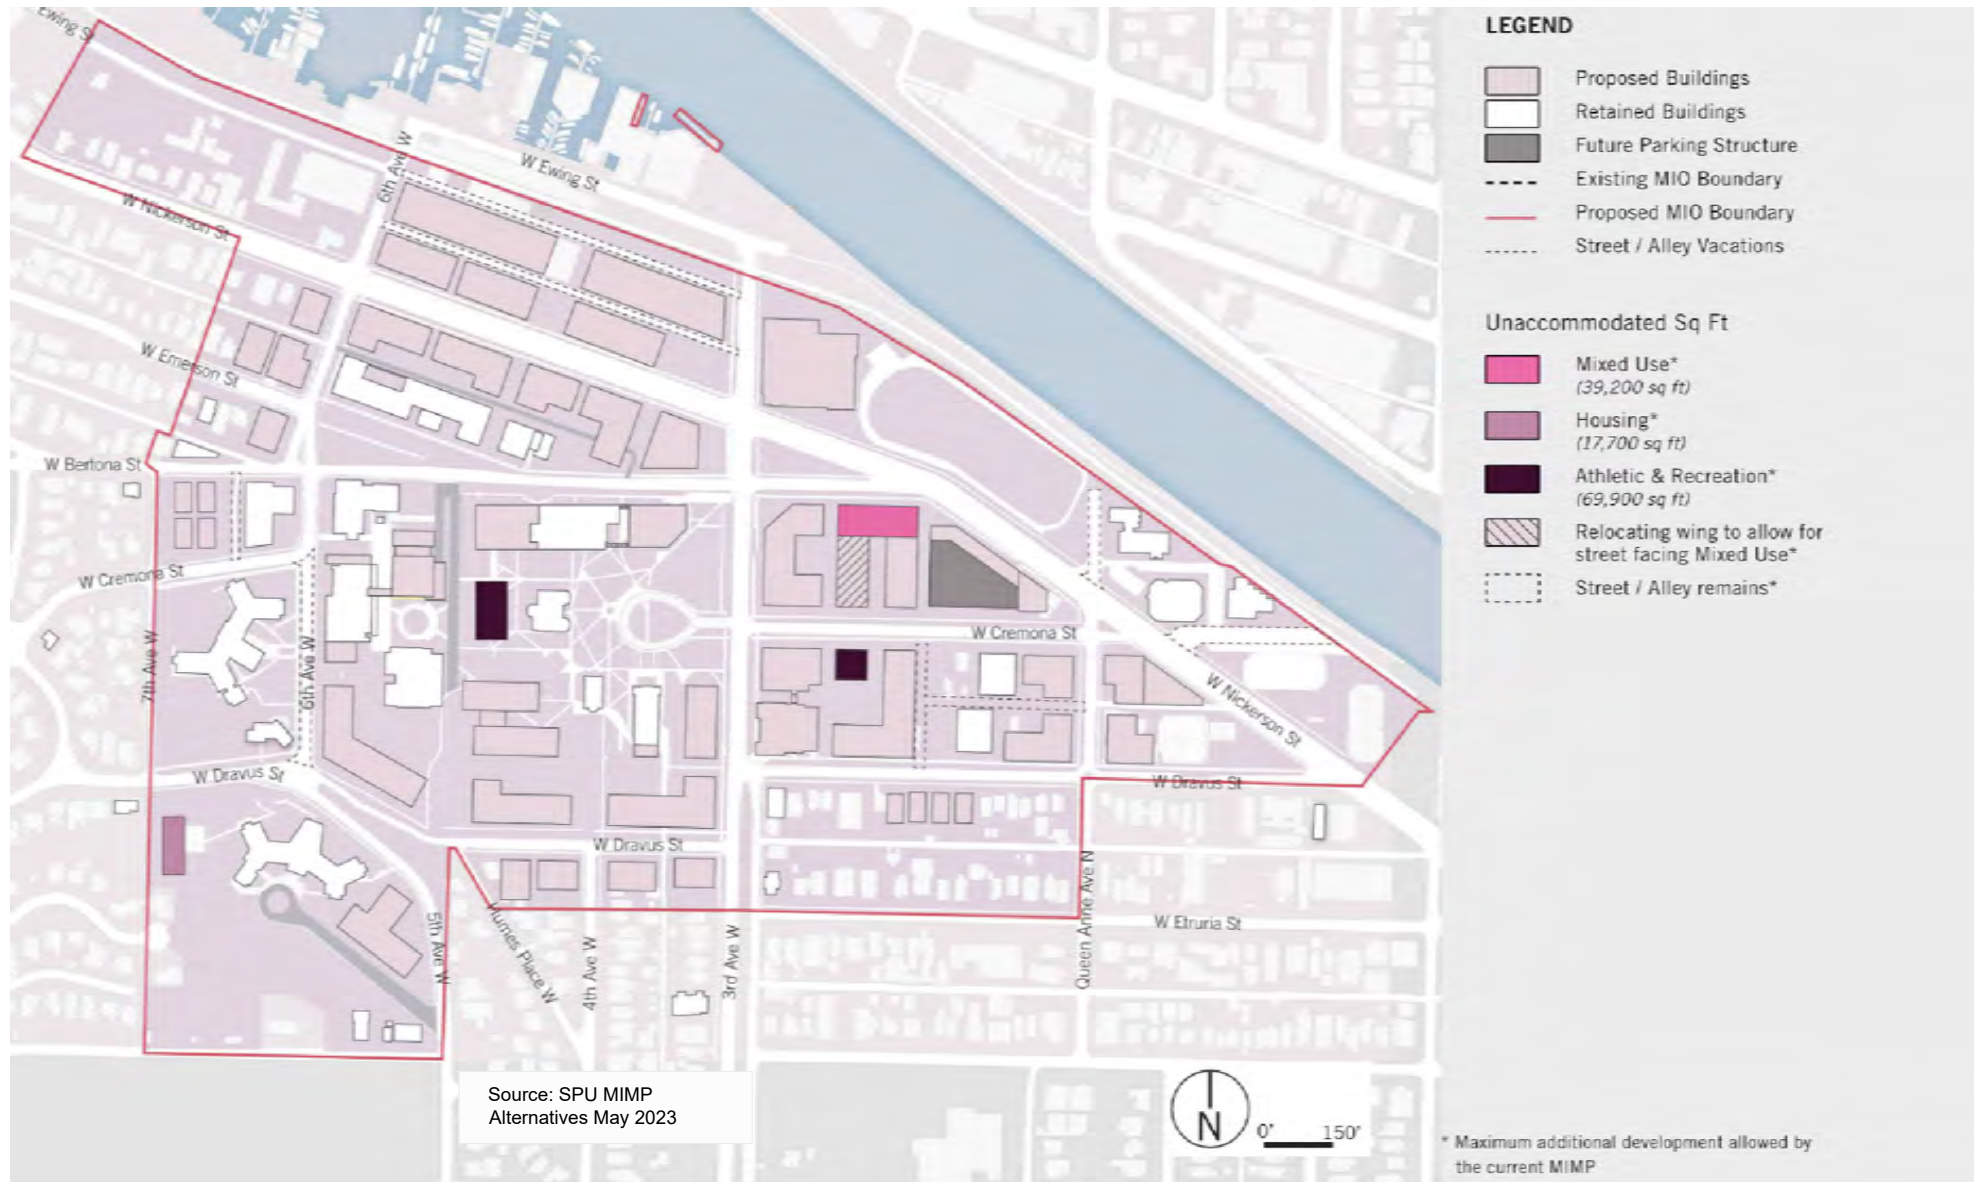 Ewing St
6th Ave W
W Ewing St
W Nickerson St
W Emerson St
W Bertona St
W Cremona St
7th Ave W
6th Ave W
W Cremona St
W Nickerson St
W Dravus St
W Dravus St
W Dravus St
5th Ave W
Humes Place W
4th Ave W
3rd Ave W
Queen Anne Ave N
W Etruria St
Source: SPU MIMP
Alternatives May 2023
N
0' 150'
LEGEND
Proposed Buildings
Retained Buildings
Future Parking Structure
Existing MIO Boundary
Proposed MIO Boundary
Street / Alley Vacations
Unaccommodated Sq Ft
Mixed Use*
(39,200 sq ft)
Housing*
(17,700 sq ft)
Athletic & Recreation*
(69,900 sq ft)
Relocating wing to allow for
street facing Mixed Use*
Street / Alley remains*
* Maximum additional development allowed by
the current MIMP